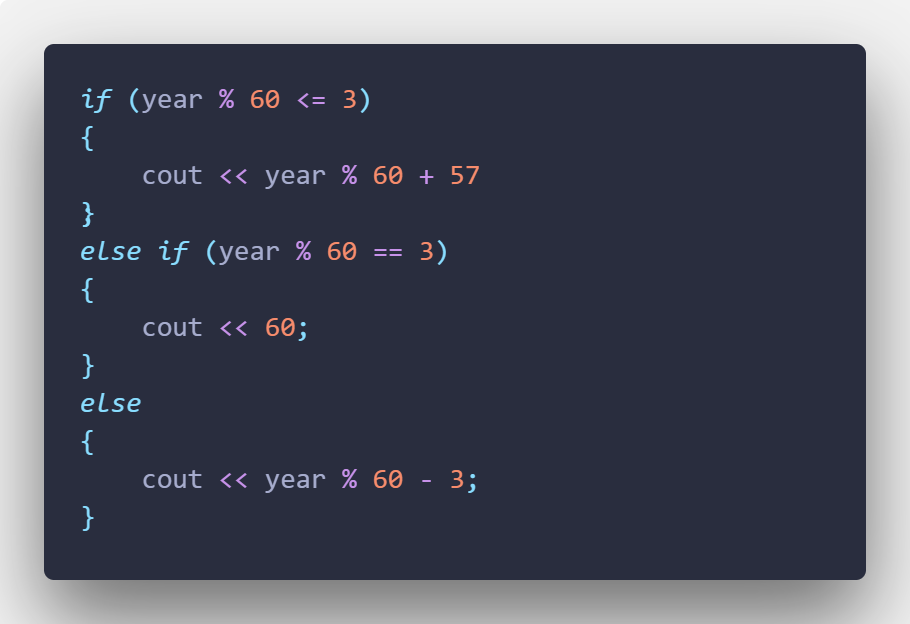 if (year % 60 <= 3)
{
    cout << year % 60 + 57
}
else if (year % 60 == 3)
{
    cout << 60;
}
else
{
    cout << year % 60 - 3;
}